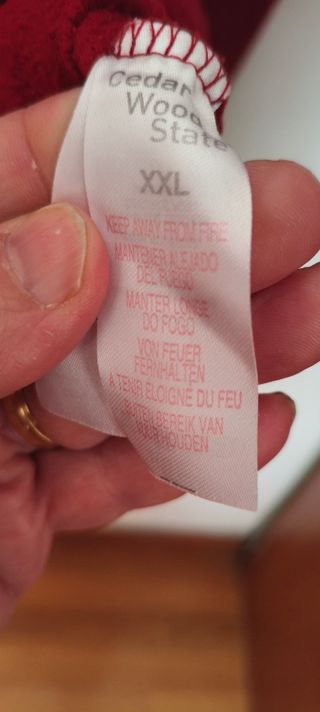 Cedar
Wood
State
XXL
KEEP AWAY FROM FIRE
MANTENER ALEJADO
DEL FUEGO
MANTER LONGE
DO FOGO
VON FEUER
FERNHALTEN
A TENIR ELOIGNÉ DU FEU
BUITEN BEREIK VAN
VUUR HOUDEN